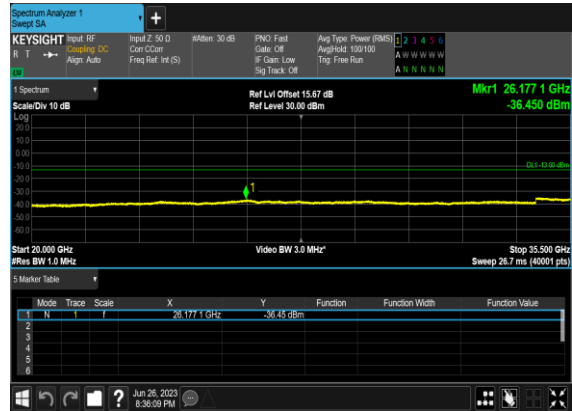 Spectrum Analyzer 1
Swept SA
+
KEYSIGHT
R T
Input: RF
Coupling: DC
Align: Auto
Input Z: 50 Ω
Corr CCorr
Freq Ref: Int (S)
#Atten: 30 dB
PNO: Fast
Gate: Off
IF Gain: Low
Sig Track: Off
Avg Type: Power (RMS)
Avg|Hold: 100/100
Trig: Free Run
1 2 3 4 5 6
A W W W W W
A N N N N N
1 Spectrum
Scale/Div 10 dB
Ref Lvl Offset 15.67 dB
Ref Level 30.00 dBm
Mkr1 26.177 1 GHz
-36.450 dBm
Log
20.0
10.0
0.00
-10.0
-20.0
-30.0
-40.0
-50.0
-60.0
DL1 -13.00 dBm
1
Start 20.000 GHz
#Res BW 1.0 MHz
Video BW 3.0 MHz*
Stop 35.500 GHz
Sweep 26.7 ms (40001 pts)
5 Marker Table
Mode Trace Scale X Y Function Function Width Function Value
1 N 1 f 26.177 1 GHz -36.45 dBm
2
3
4
5
6
?
Jun 26, 2023
8:36:09 PM